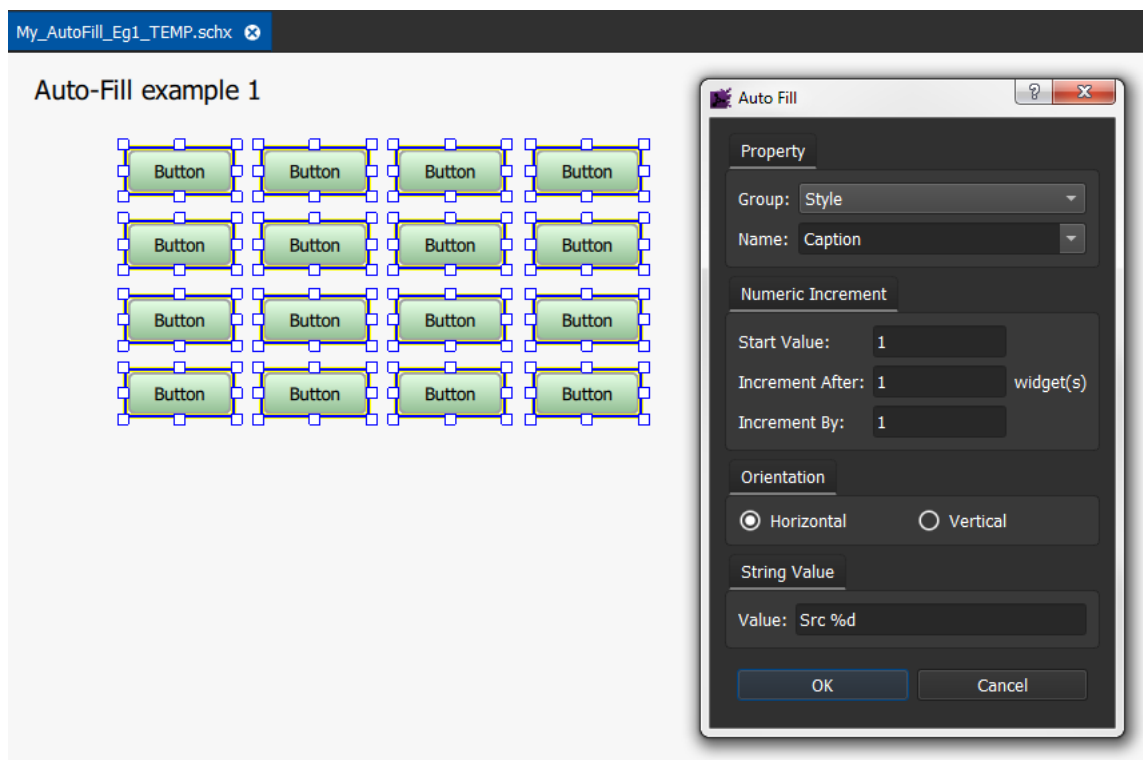 My_AutoFill_Eg1_TEMP.schx
Auto-Fill example 1
Button Button Button Button
Button Button Button Button
Button Button Button Button
Button Button Button Button
Auto Fill
?
Property
Group: Style
Name: Caption
Numeric Increment
Start Value: 1
Increment After: 1 widget(s)
Increment By: 1
Orientation
Horizontal Vertical
String Value
Value: Src %d
OK Cancel